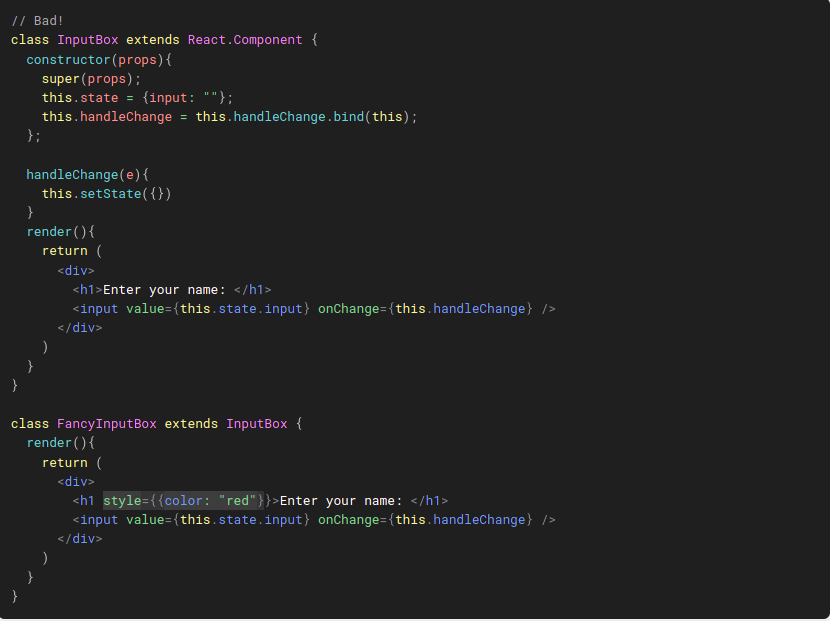 // Bad!
class InputBox extends React.Component {
  constructor(props){
    super(props);
    this.state = {input: ""};
    this.handleChange = this.handleChange.bind(this);
  };

  handleChange(e){
    this.setState({})
  }
  render(){
    return (
      <div>
        <h1>Enter your name: </h1>
        <input value={this.state.input} onChange={this.handleChange} />
      </div>
    )
  }
}

class FancyInputBox extends InputBox {
  render(){
    return (
      <div>
        <h1 style={{color: "red"}}>Enter your name: </h1>
        <input value={this.state.input} onChange={this.handleChange} />
      </div>
    )
  }
}